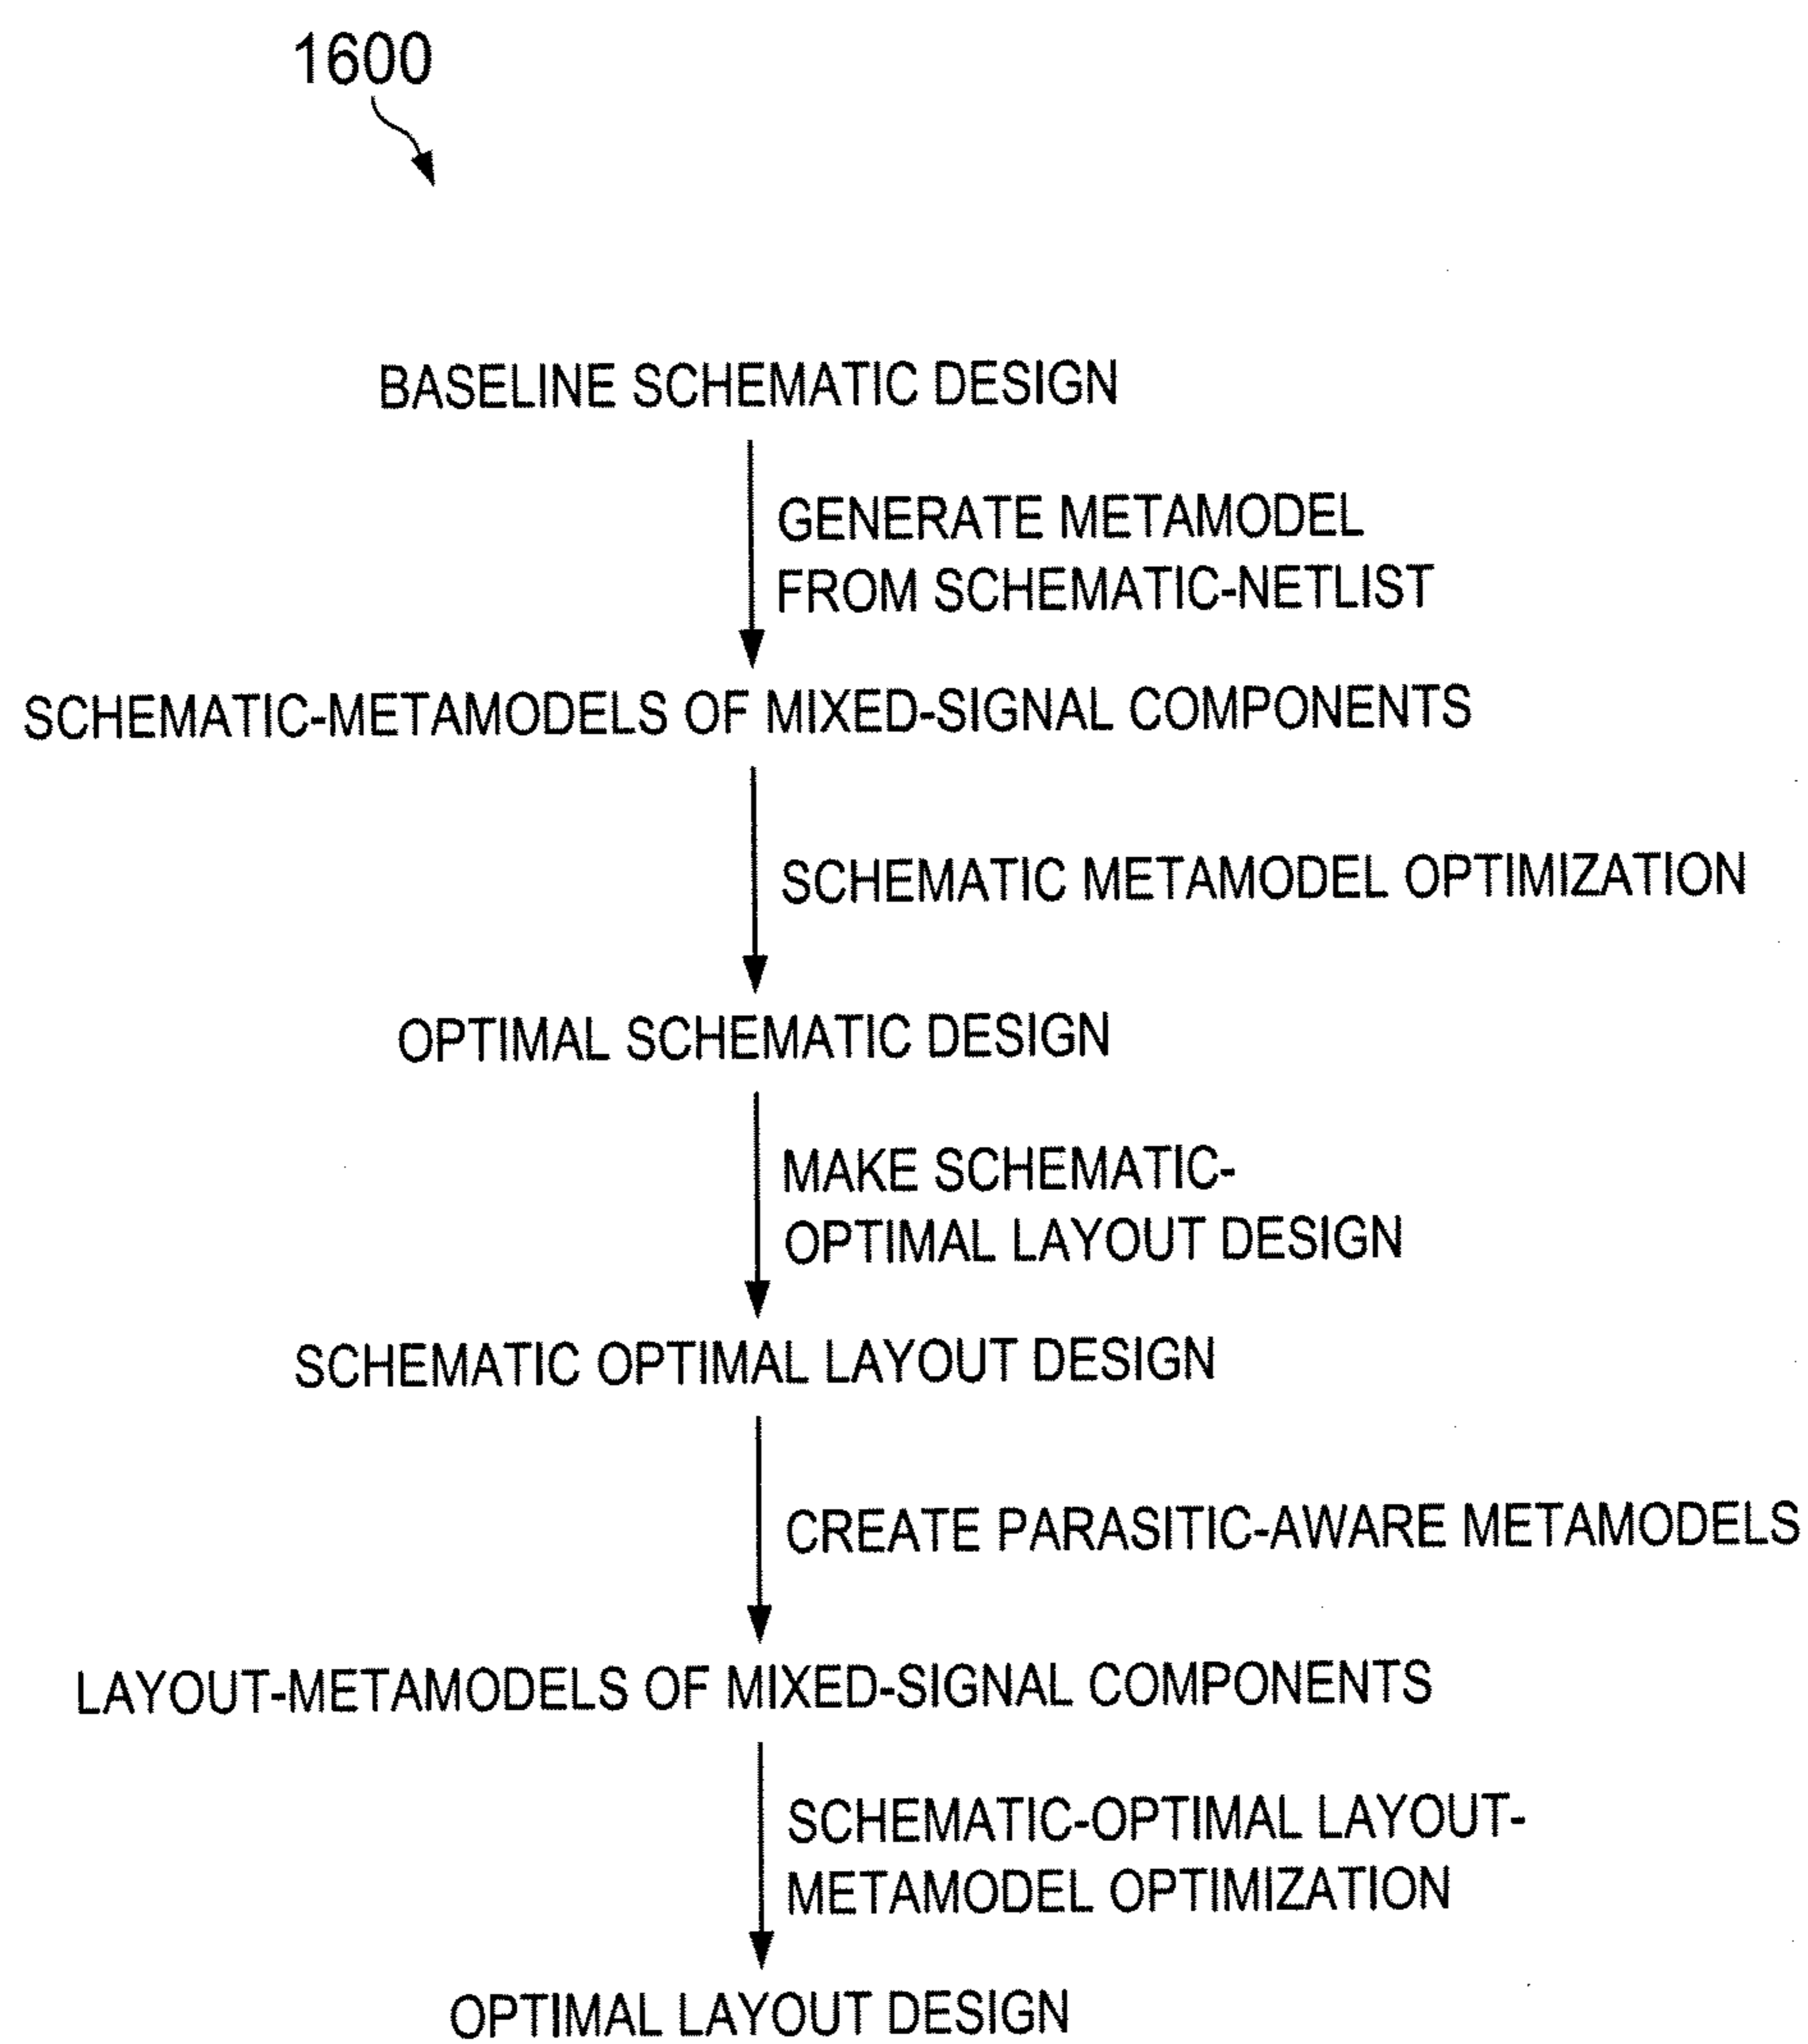 1600
BASELINE SCHEMATIC DESIGN
GENERATE METAMODEL
FROM SCHEMATIC-NETLIST
SCHEMATIC-METAMODELS OF MIXED-SIGNAL COMPONENTS
SCHEMATIC METAMODEL OPTIMIZATION
OPTIMAL SCHEMATIC DESIGN
MAKE SCHEMATIC-
OPTIMAL LAYOUT DESIGN
SCHEMATIC OPTIMAL LAYOUT DESIGN
CREATE PARASITIC-AWARE METAMODELS
LAYOUT-METAMODELS OF MIXED-SIGNAL COMPONENTS
SCHEMATIC-OPTIMAL LAYOUT-
METAMODEL OPTIMIZATION
OPTIMAL LAYOUT DESIGN